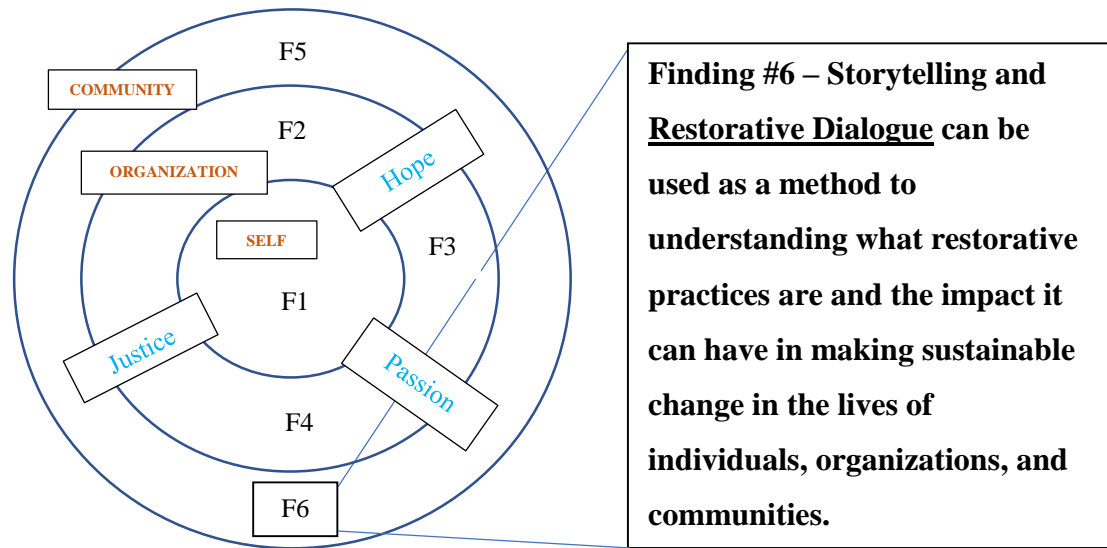 F5
COMMUNITY
F2
ORGANIZATION
Hope
SELF
F3
F1
Justice
Passion
F4
F6
Finding #6 – Storytelling and
Restorative Dialogue can be
used as a method to
understanding what restorative
practices are and the impact it
can have in making sustainable
change in the lives of
individuals, organizations, and
communities.